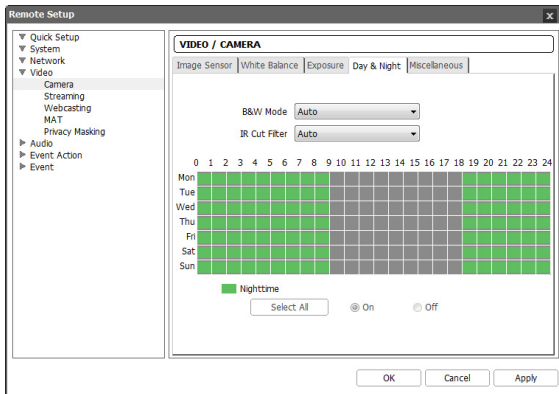 Remote Setup
x
Quick Setup
System
Network
Video
Camera
Streaming
Webcasting
MAT
Privacy Masking
Audio
Event Action
Event
VIDEO / CAMERA
Image Sensor White Balance Exposure Day & Night Miscellaneous
B&W Mode Auto
IR Cut Filter Auto
0 1 2 3 4 5 6 7 8 9 10 11 12 13 14 15 16 17 18 19 20 21 22 23 24
Mon
Tue
Wed
Thu
Fri
Sat
Sun
Nighttime
Select All On Off
OK Cancel Apply